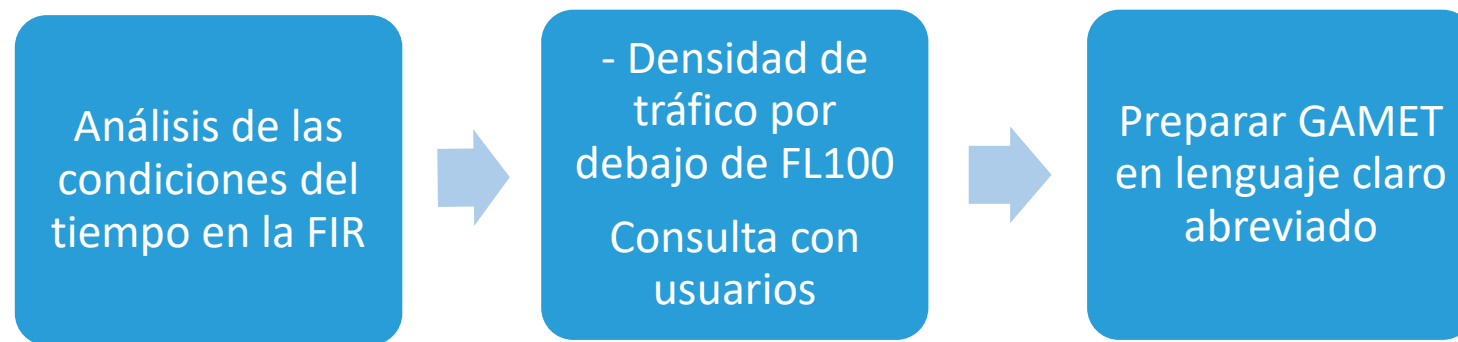 Análisis de las
condiciones del
tiempo en la FIR
- Densidad de
tráfico por
debajo de FL100
Consulta con
usuarios
Preparar GAMET
en lenguaje claro
abreviado